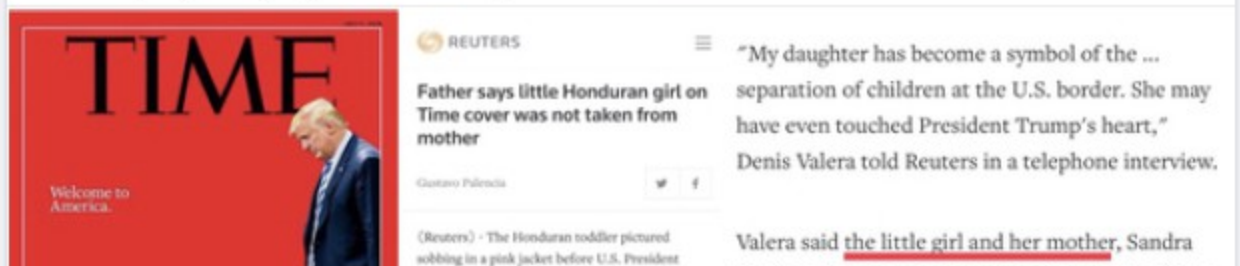 TIME
Welcome to
America.
REUTERS
Father says little Honduran girl on
Time cover was not taken from
mother
Gustavo Palencia
(Reuters) - The Honduran toddler pictured
sobbing in a pink jacket before U.S. President
"My daughter has become a symbol of the ...
separation of children at the U.S. border. She may
have even touched President Trump's heart,"
Denis Valera told Reuters in a telephone interview.
Valera said the little girl and her mother, Sandra